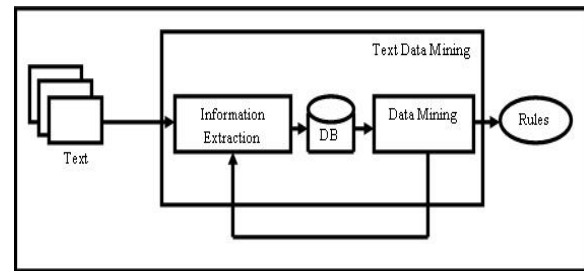 Text Data Mining
Information
Extraction
DB
Data Mining
Rules
Text